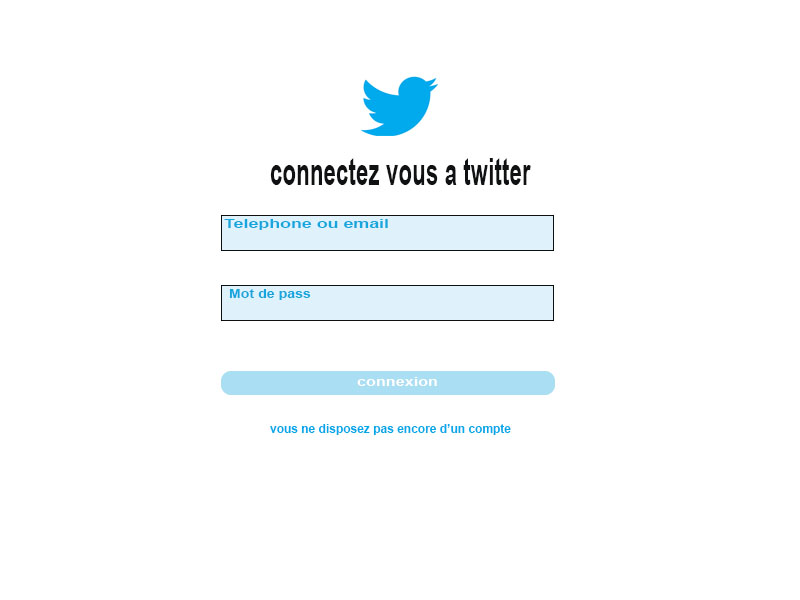 connectez vous a twitter
Telephone ou email
Mot de pass
connexion
vous ne disposez pas encore d'un compte